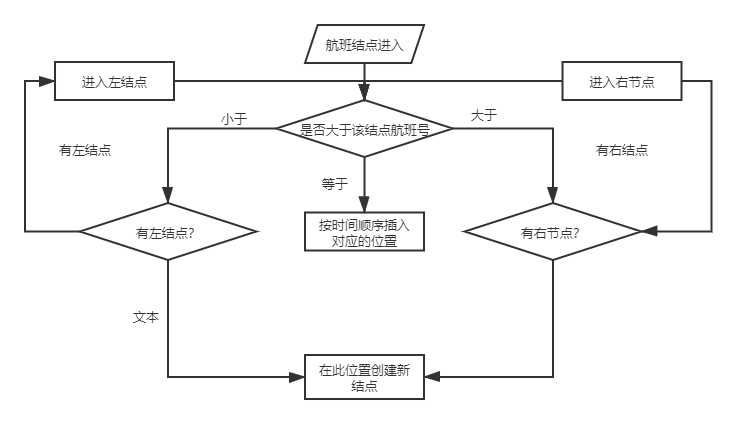 航班结点进入
进入左结点
进入右节点
小于
是否大于该结点航班号
大于
有左结点
有右结点
等于
按时间顺序插入
对应的位置
有左结点?
有右节点?
文本
在此位置创建新
结点